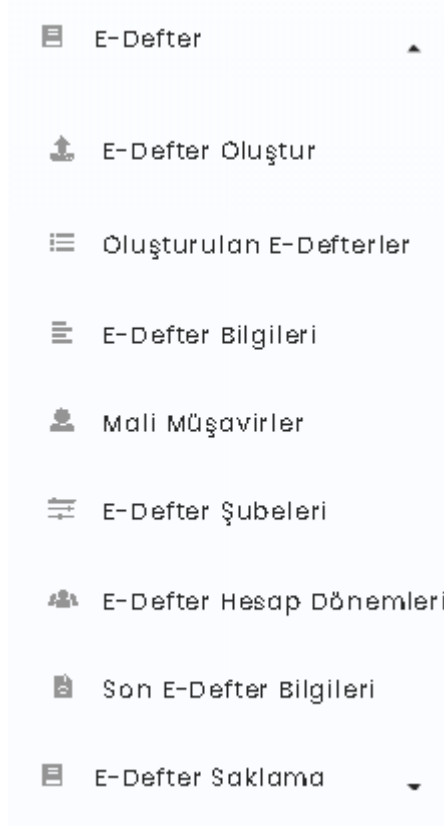 E-Defter
E-Defter Oluştur
Oluşturulan E-Defterler
E-Defter Bilgileri
Mali Müşavirler
E-Defter Şubeleri
E-Defter Hesap Dönemleri
Son E-Defter Bilgileri
E-Defter Saklama